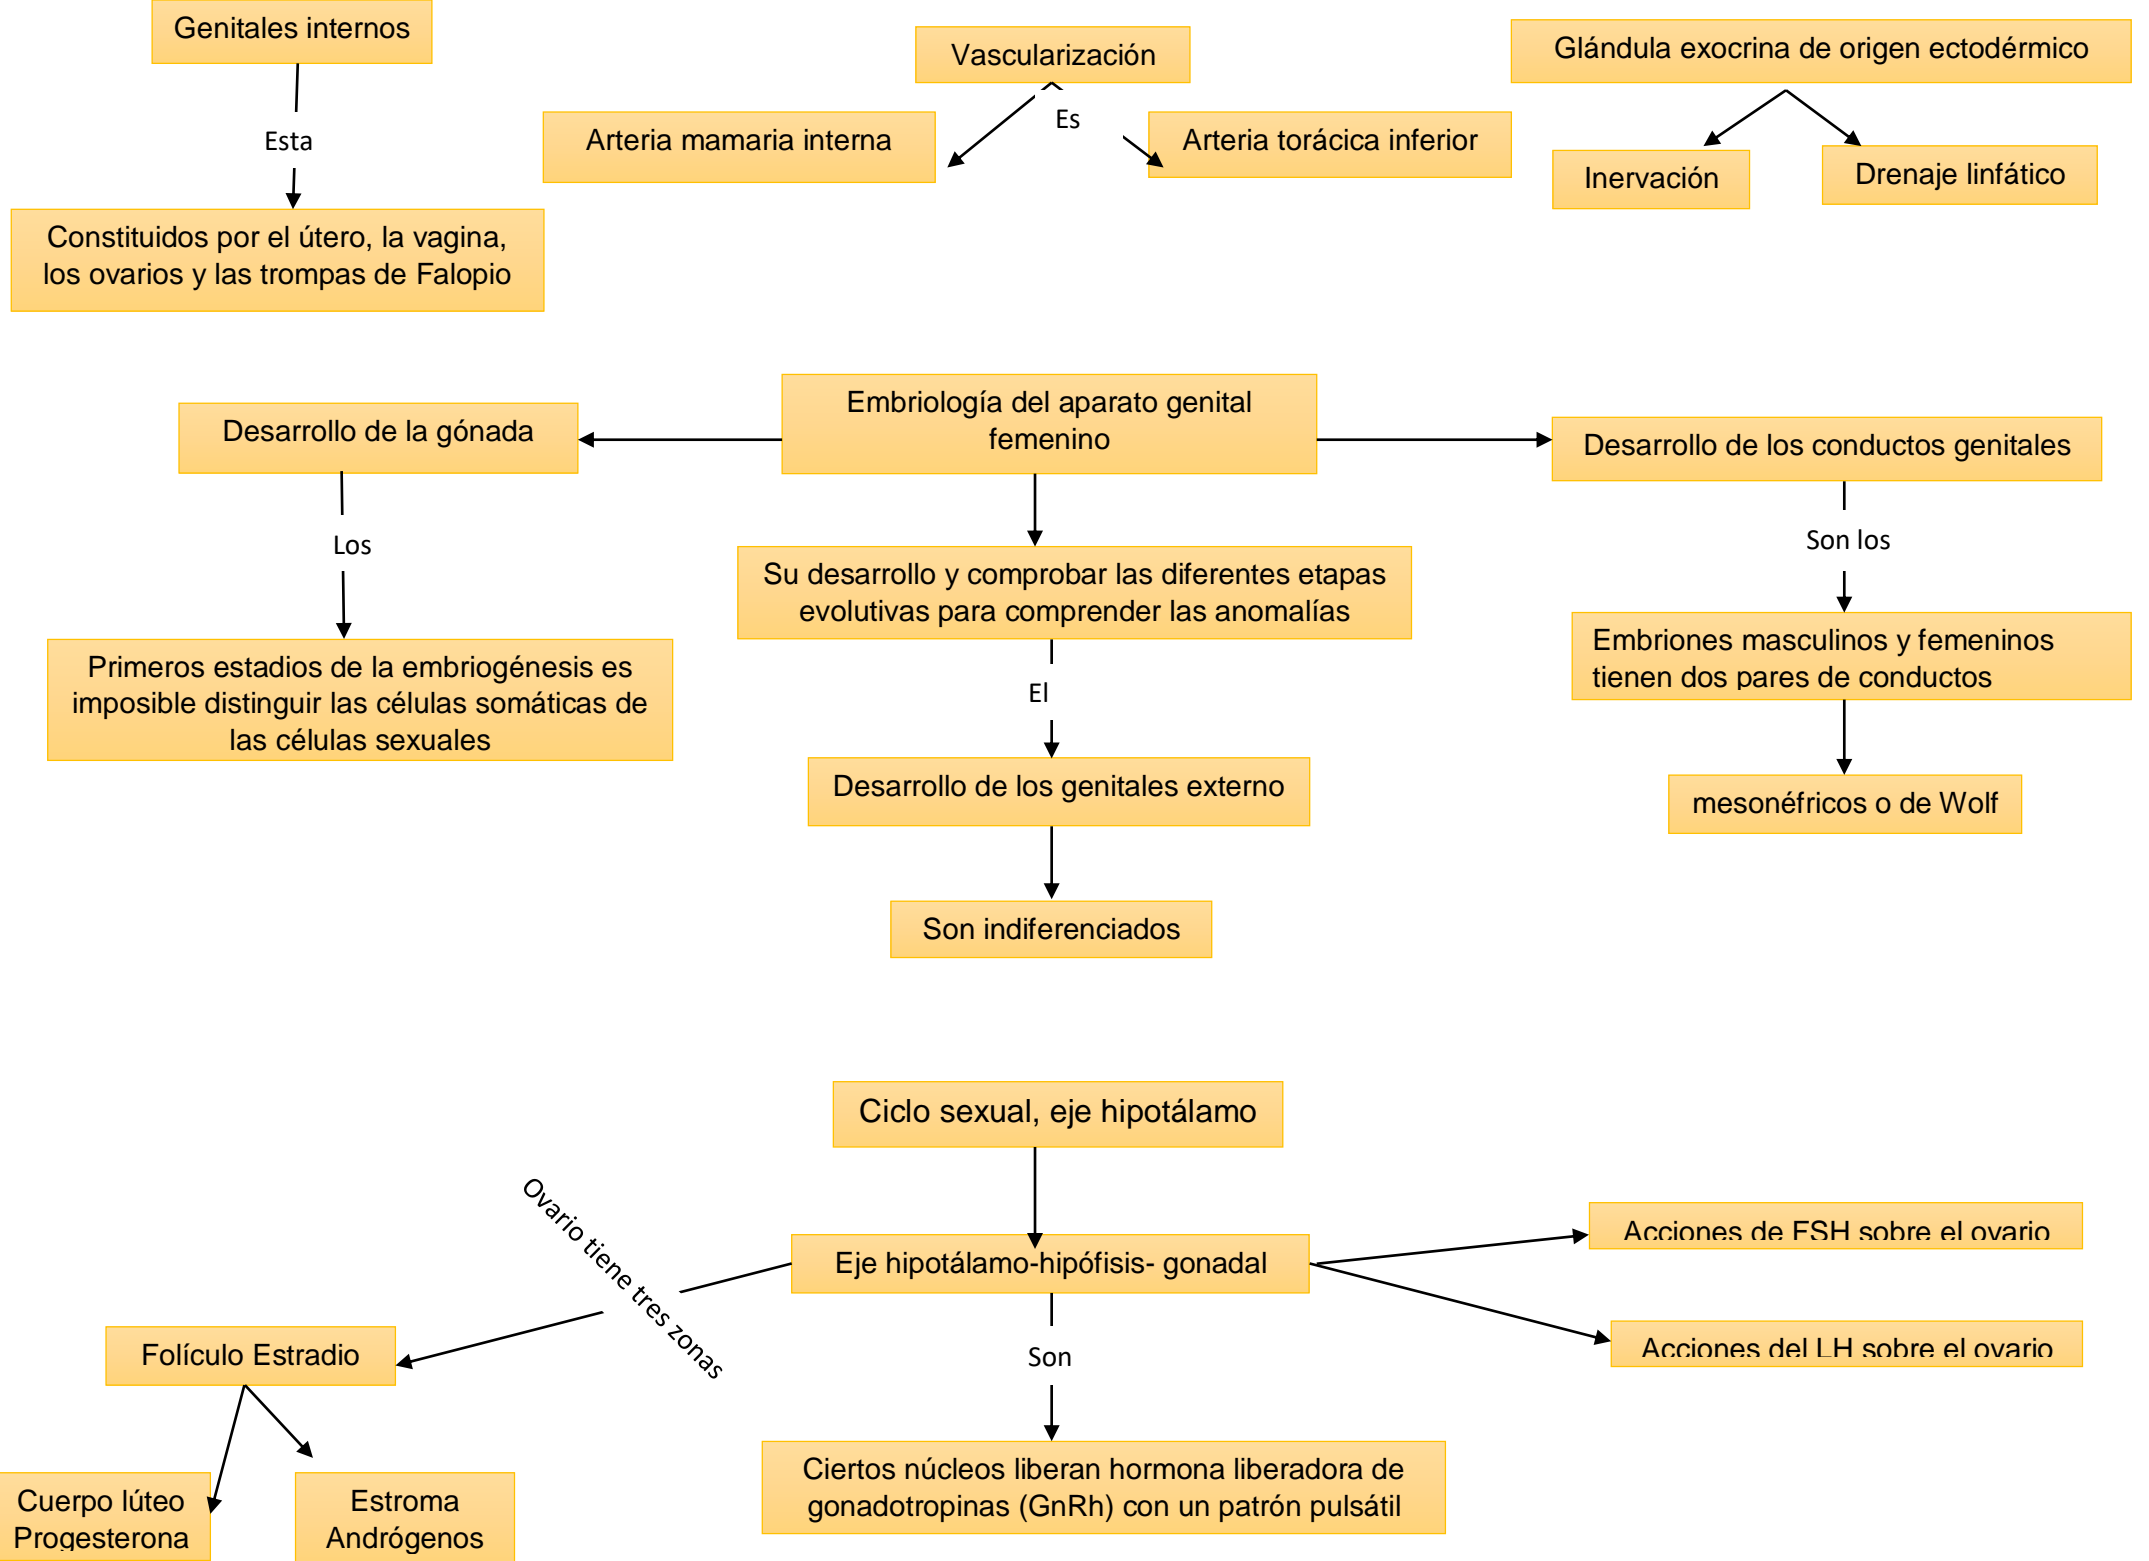 Genitales internos
Vascularización
Glándula exocrina de origen ectodérmico
Esta
Es
Arteria mamaria interna
Arteria torácica inferior
Inervación
Drenaje linfático
Constituidos por el útero, la vagina,
los ovarios y las trompas de Falopio
Embriología del aparato genital
femenino
Desarrollo de la gónada
Desarrollo de los conductos genitales
Los
Son los
Su desarrollo y comprobar las diferentes etapas
evolutivas para comprender las anomalías
Primeros estadios de la embriogénesis es
imposible distinguir las células somáticas de
las células sexuales
Embriones masculinos y femeninos
tienen dos pares de conductos
El
Desarrollo de los genitales externo
mesonéfricos o de Wolf
Son indiferenciados
Ciclo sexual, eje hipotálamo
Ovario tiene tres zonas
Eje hipotálamo-hipófisis- gonadal
Acciones de FSH sobre el ovario
Acciones del LH sobre el ovario
Folículo Estradio
Son
Ciertos núcleos liberan hormona liberadora de
gonadotropinas (GnRh) con un patrón pulsátil
Cuerpo lúteo
Progesterona
Estroma
Andrógenos